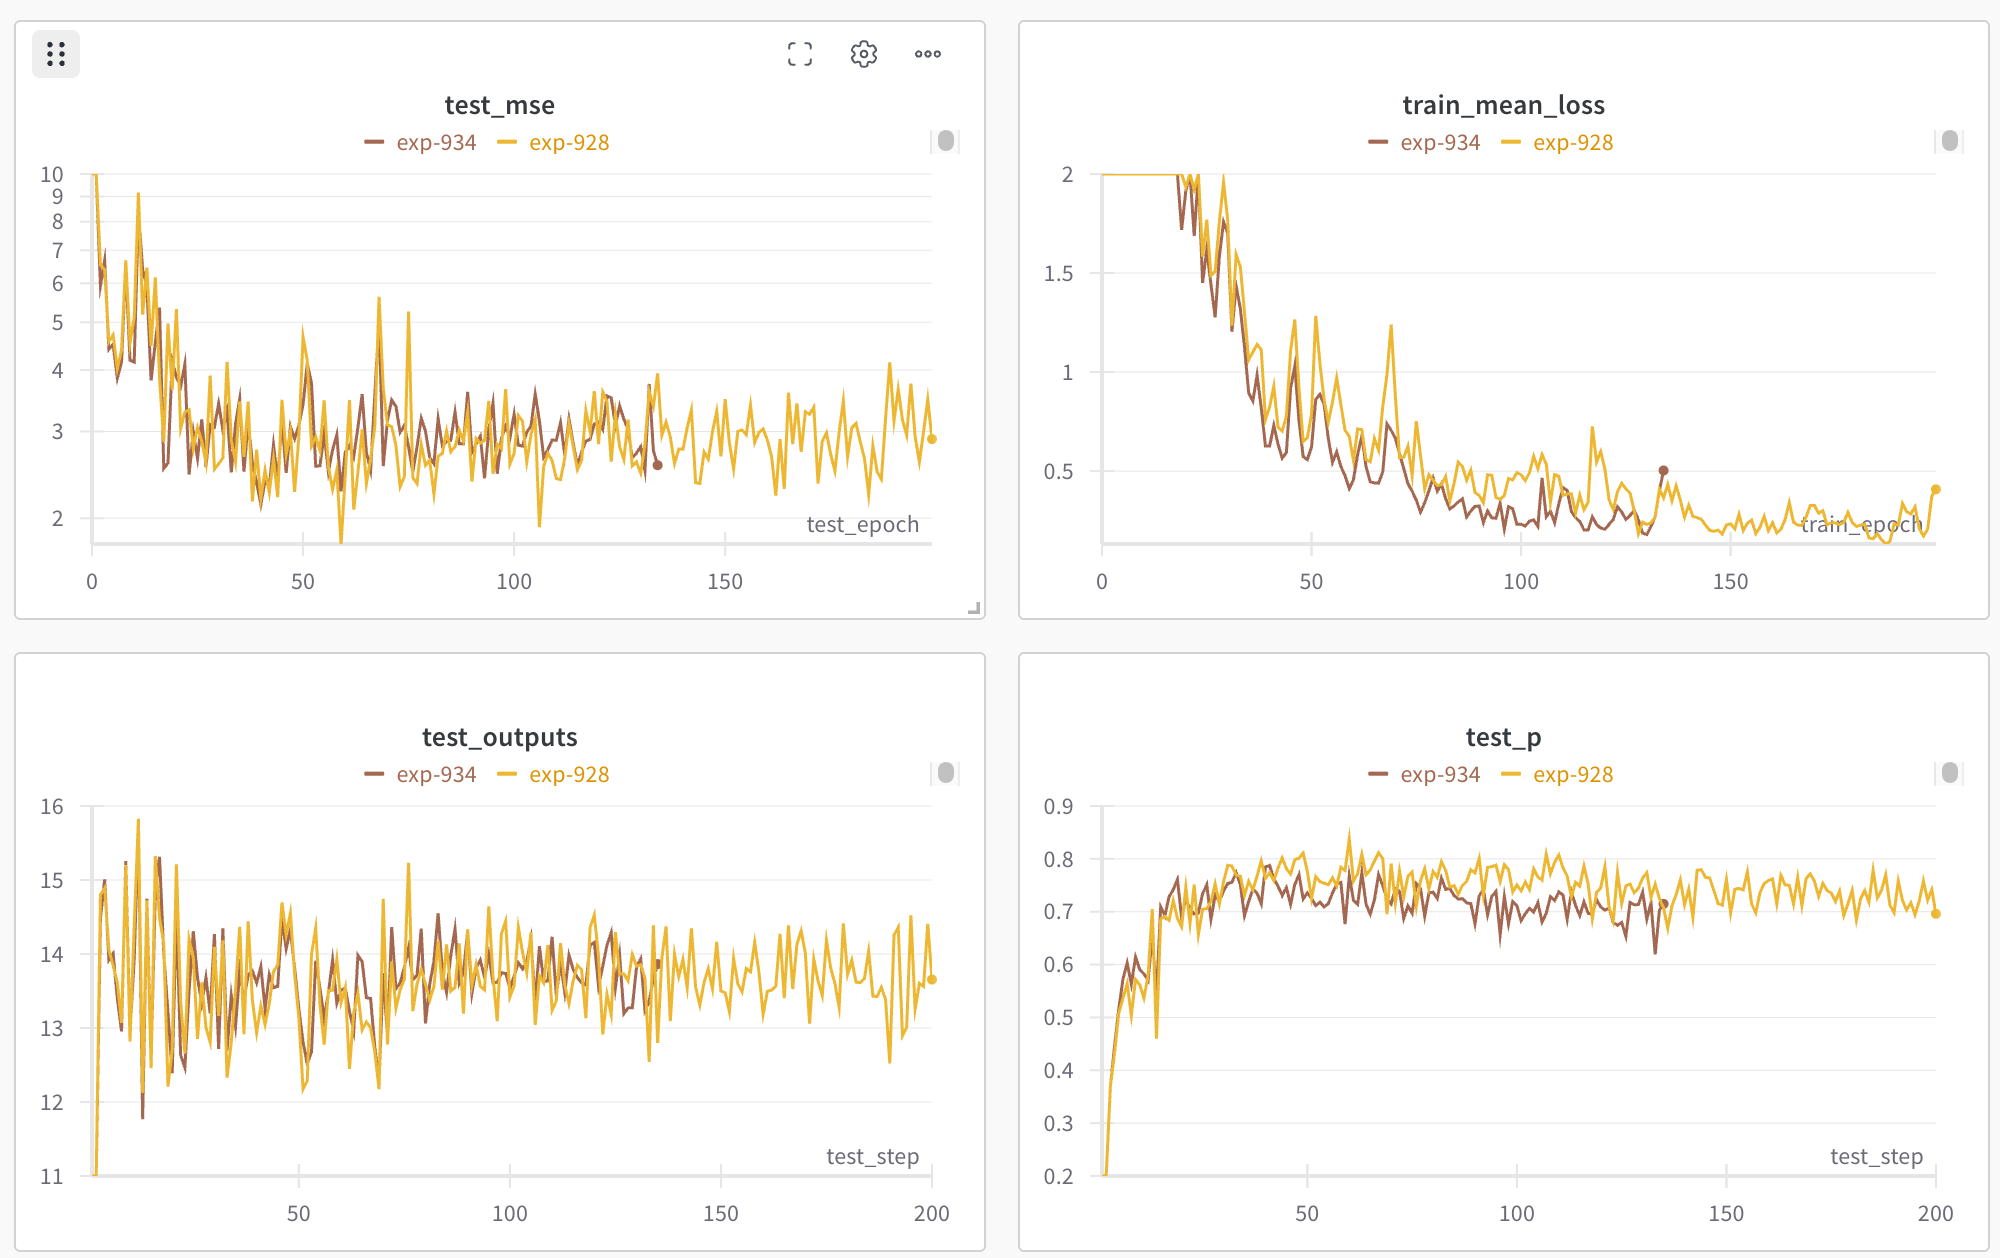 test_mse
exp-934 exp-928
10
9
8
7
6
5
4
3
2
test_epoch
0 50 100 150
train_mean_loss
exp-934 exp-928
2
1.5
1
0.5
train_epoch
0 50 100 150
test_outputs
exp-934 exp-928
16
15
14
13
12
11
test_step
50 100 150 200
test_p
exp-934 exp-928
0.9
0.8
0.7
0.6
0.5
0.4
0.3
0.2
test_step
50 100 150 200